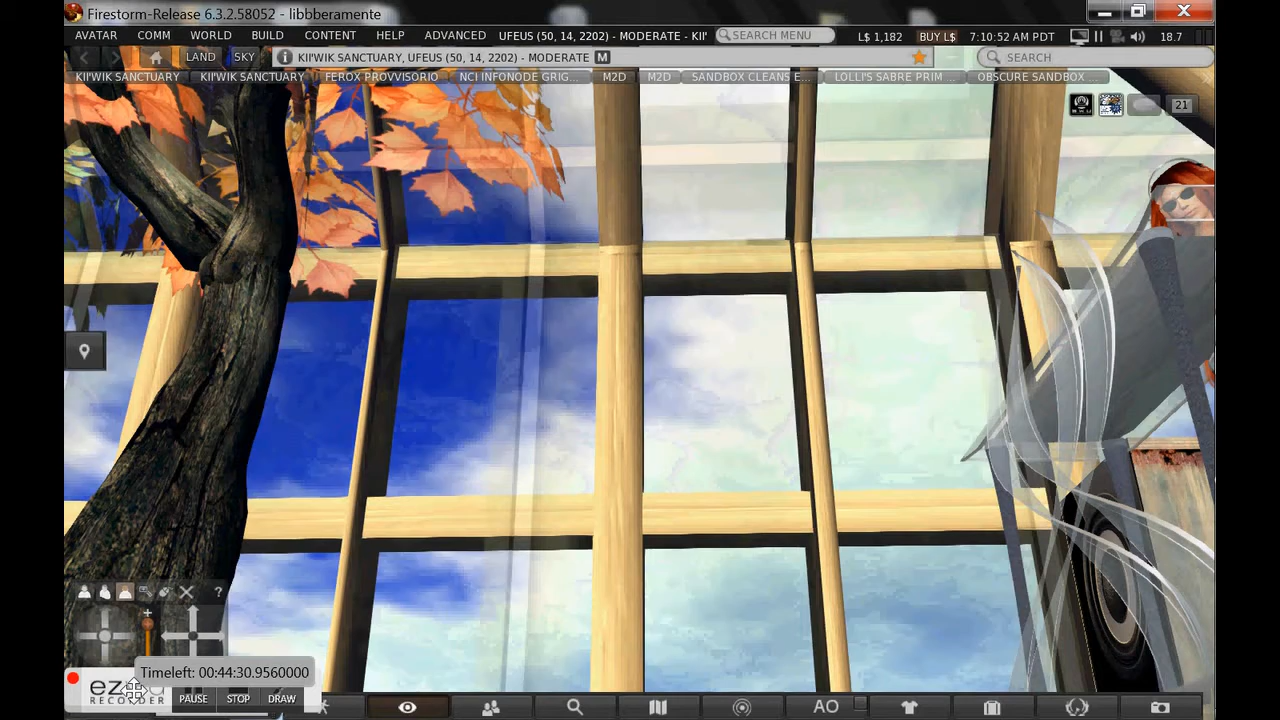 Firestorm-Release 6.3.2.58052 - libbberamente
AVATAR COMM WORLD BUILD CONTENT HELP ADVANCED UFEUS (50, 14, 2202) - MODERATE - KII' SEARCH MENU L$ 1,182 BUY L$ 7:10:52 AM PDT 18.7
LAND SKY KII'WIK SANCTUARY, UFEUS (50, 14, 2202) - MODERATE M SEARCH
KII'WIK SANCTUARY KII'WIK SANCTUARY FEROX PROVVISORIO NCI INFONODE GRIG... M2D M2D SANDBOX CLEANS E... LOLLI'S SABRE PRIM ... OBSCURE SANDBOX ...
21
?
Timeleft: 00:44:30.9560000
RECORDER PAUSE STOP DRAW
AO